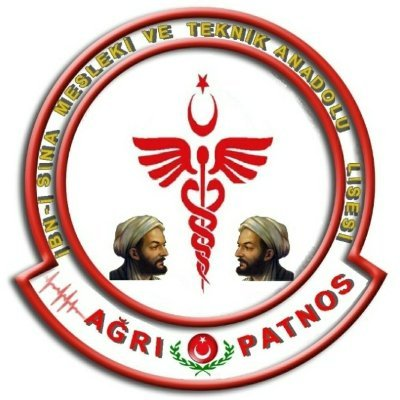 İBN-İ SİNA MESLEKİ VE TEKNİK ANADOLU LİSESİ
AĞRI PATNOS